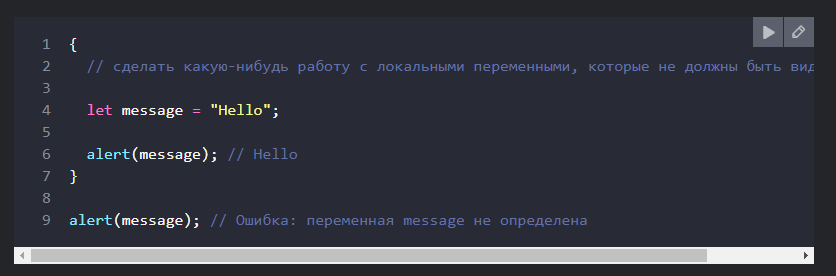 1 {
2 // сделать какую-нибудь работу с локальными переменными, которые не должны быть
3
4 let message = "Hello";
5
6 alert(message); // Hello
7 }
8
9 alert(message); // Ошибка: переменная message не определена